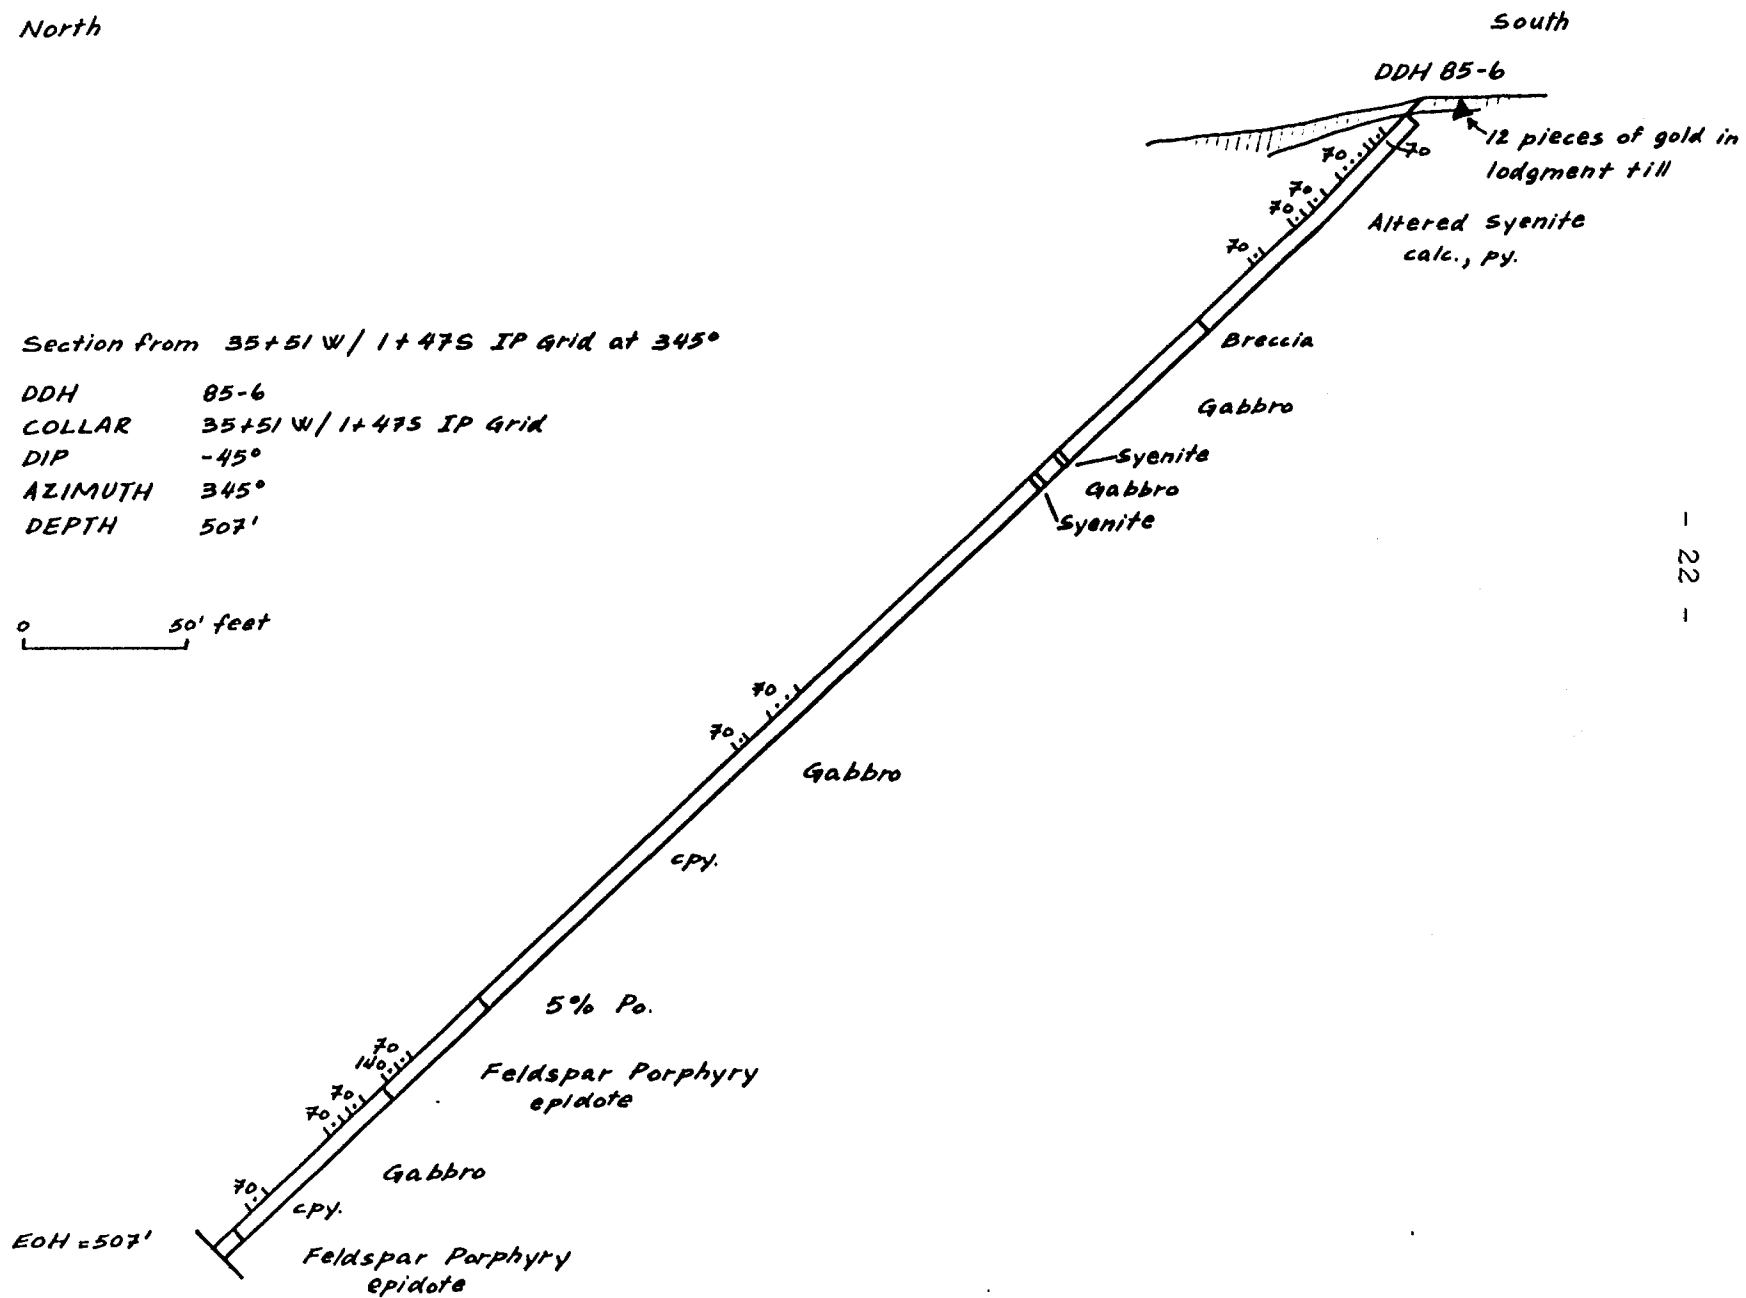 North
South
DDH 85-6
12 pieces of gold in
lodgment till
70
70
70
70
70
Altered Syenite
calc., py.
Section from 35+51 W/ 1+47S IP Grid at 345°
Breccia
DDH 85-6
COLLAR 35+51 W/ 1+47S IP Grid
DIP -45°
AZIMUTH 345°
DEPTH 507'
Gabbro
Syenite
Gabbro
Syenite
- 22 -
0 50' feet
70
70
Gabbro
cpy.
5% Po.
70
140
70
70
Feldspar Porphyry
epidote
Gabbro
70
cpy.
EOH = 507'
Feldspar Porphyry
epidote